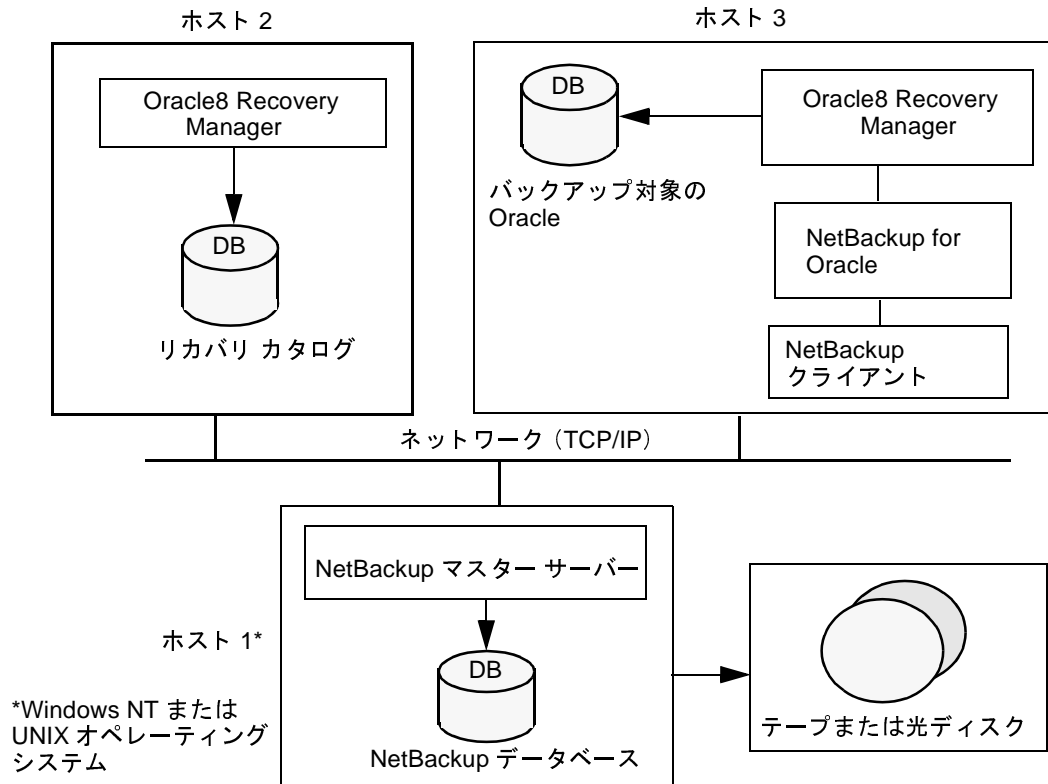 ホスト 2
Oracle8 Recovery
Manager
DB
リカバリ カタログ
ホスト 3
DB
バックアップ対象の
Oracle
Oracle8 Recovery
Manager
NetBackup for
Oracle
NetBackup
クライアント
ネットワーク（TCP/IP）
NetBackup マスター サーバー
ホスト 1*
DB
NetBackup データベース
*Windows NT または
UNIX オペレーティング
システム
テープまたは光ディスク